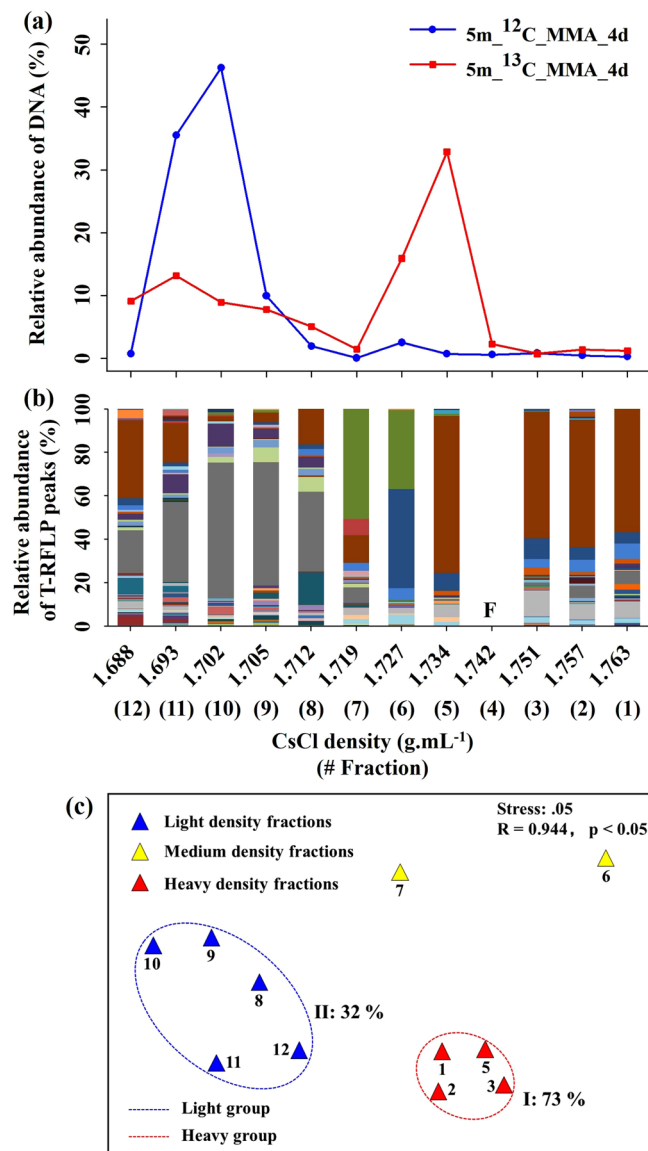 (a)
5m_12C_MMA_4d
5m_13C_MMA_4d
Relative abundance of DNA (%)
50
40
30
20
10
0
(b)
Relative abundance
of T-RFLP peaks (%)
100
80
60
40
20
0
F
1.688 1.693 1.702 1.705 1.712 1.719 1.727 1.734 1.742 1.751 1.757 1.763
(12) (11) (10) (9) (8) (7) (6) (5) (4) (3) (2) (1)
CsCl density (g.mL-1)
(# Fraction)
(c)
Light density fractions
Medium density fractions
Heavy density fractions
Stress: .05
R = 0.944, p < 0.05
7
6
10
9
8
11
12
II: 32 %
1
5
2
3
I: 73 %
Light group
Heavy group